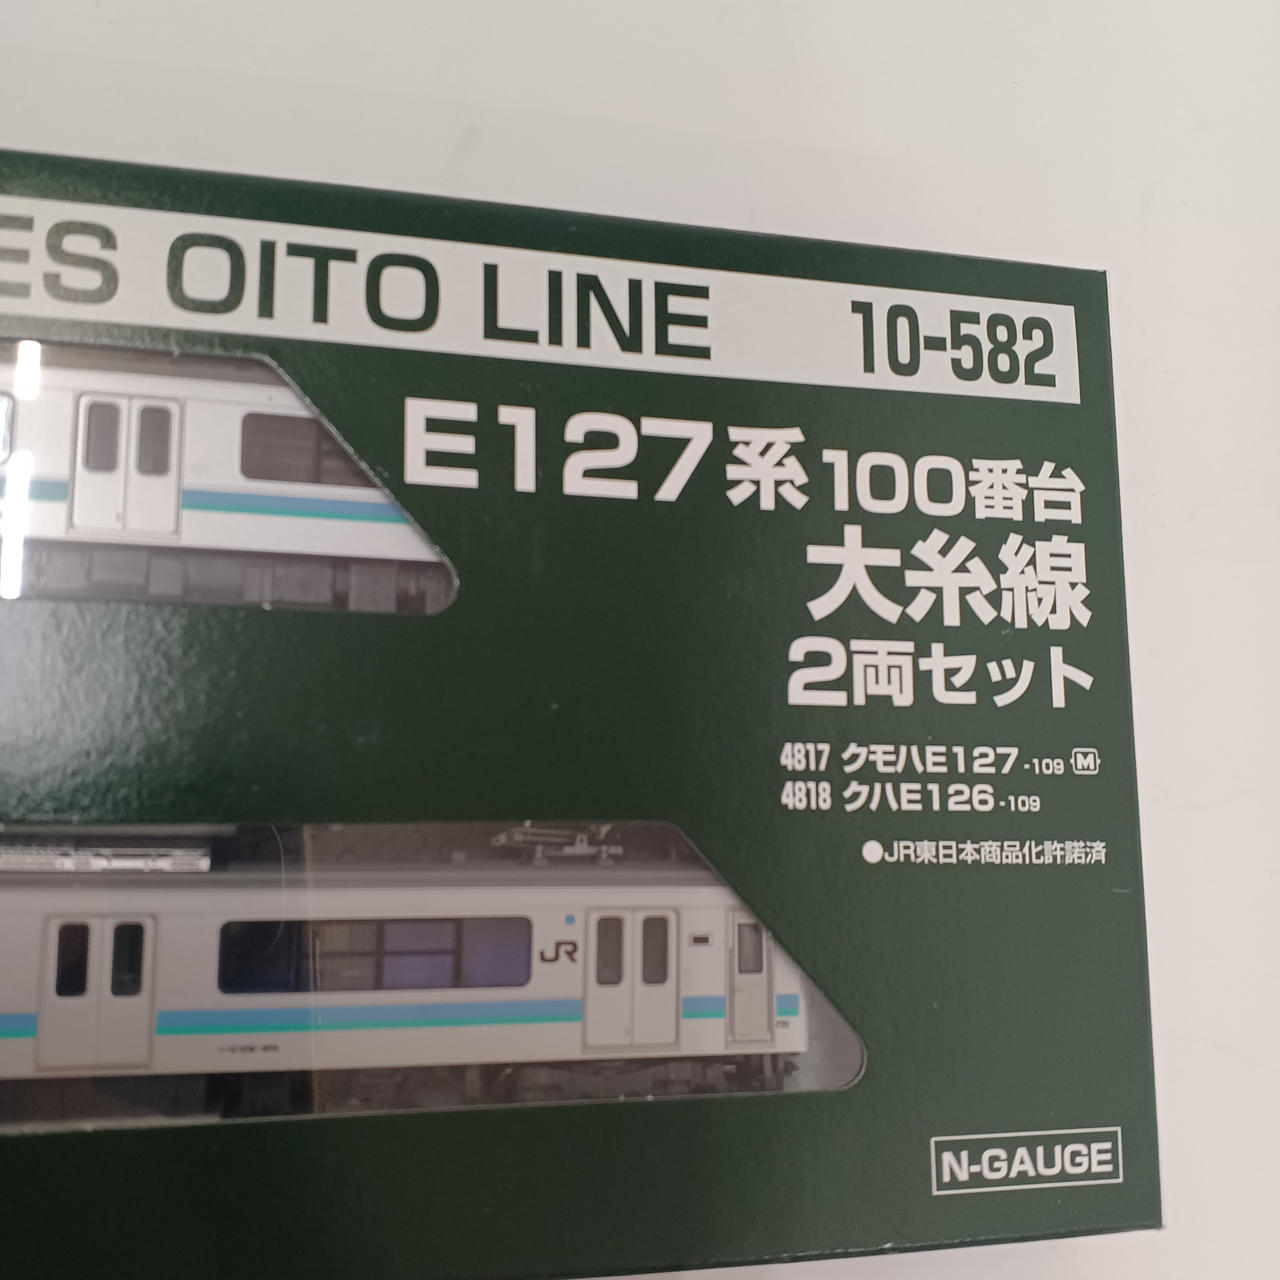 ES OITO LINE 10-582
E127系100番台
大糸線
2両セット
4817 クモハE127-109 M
4818 クハE126-109
●JR東日本商品化許諾済
JR
N-GAUGE